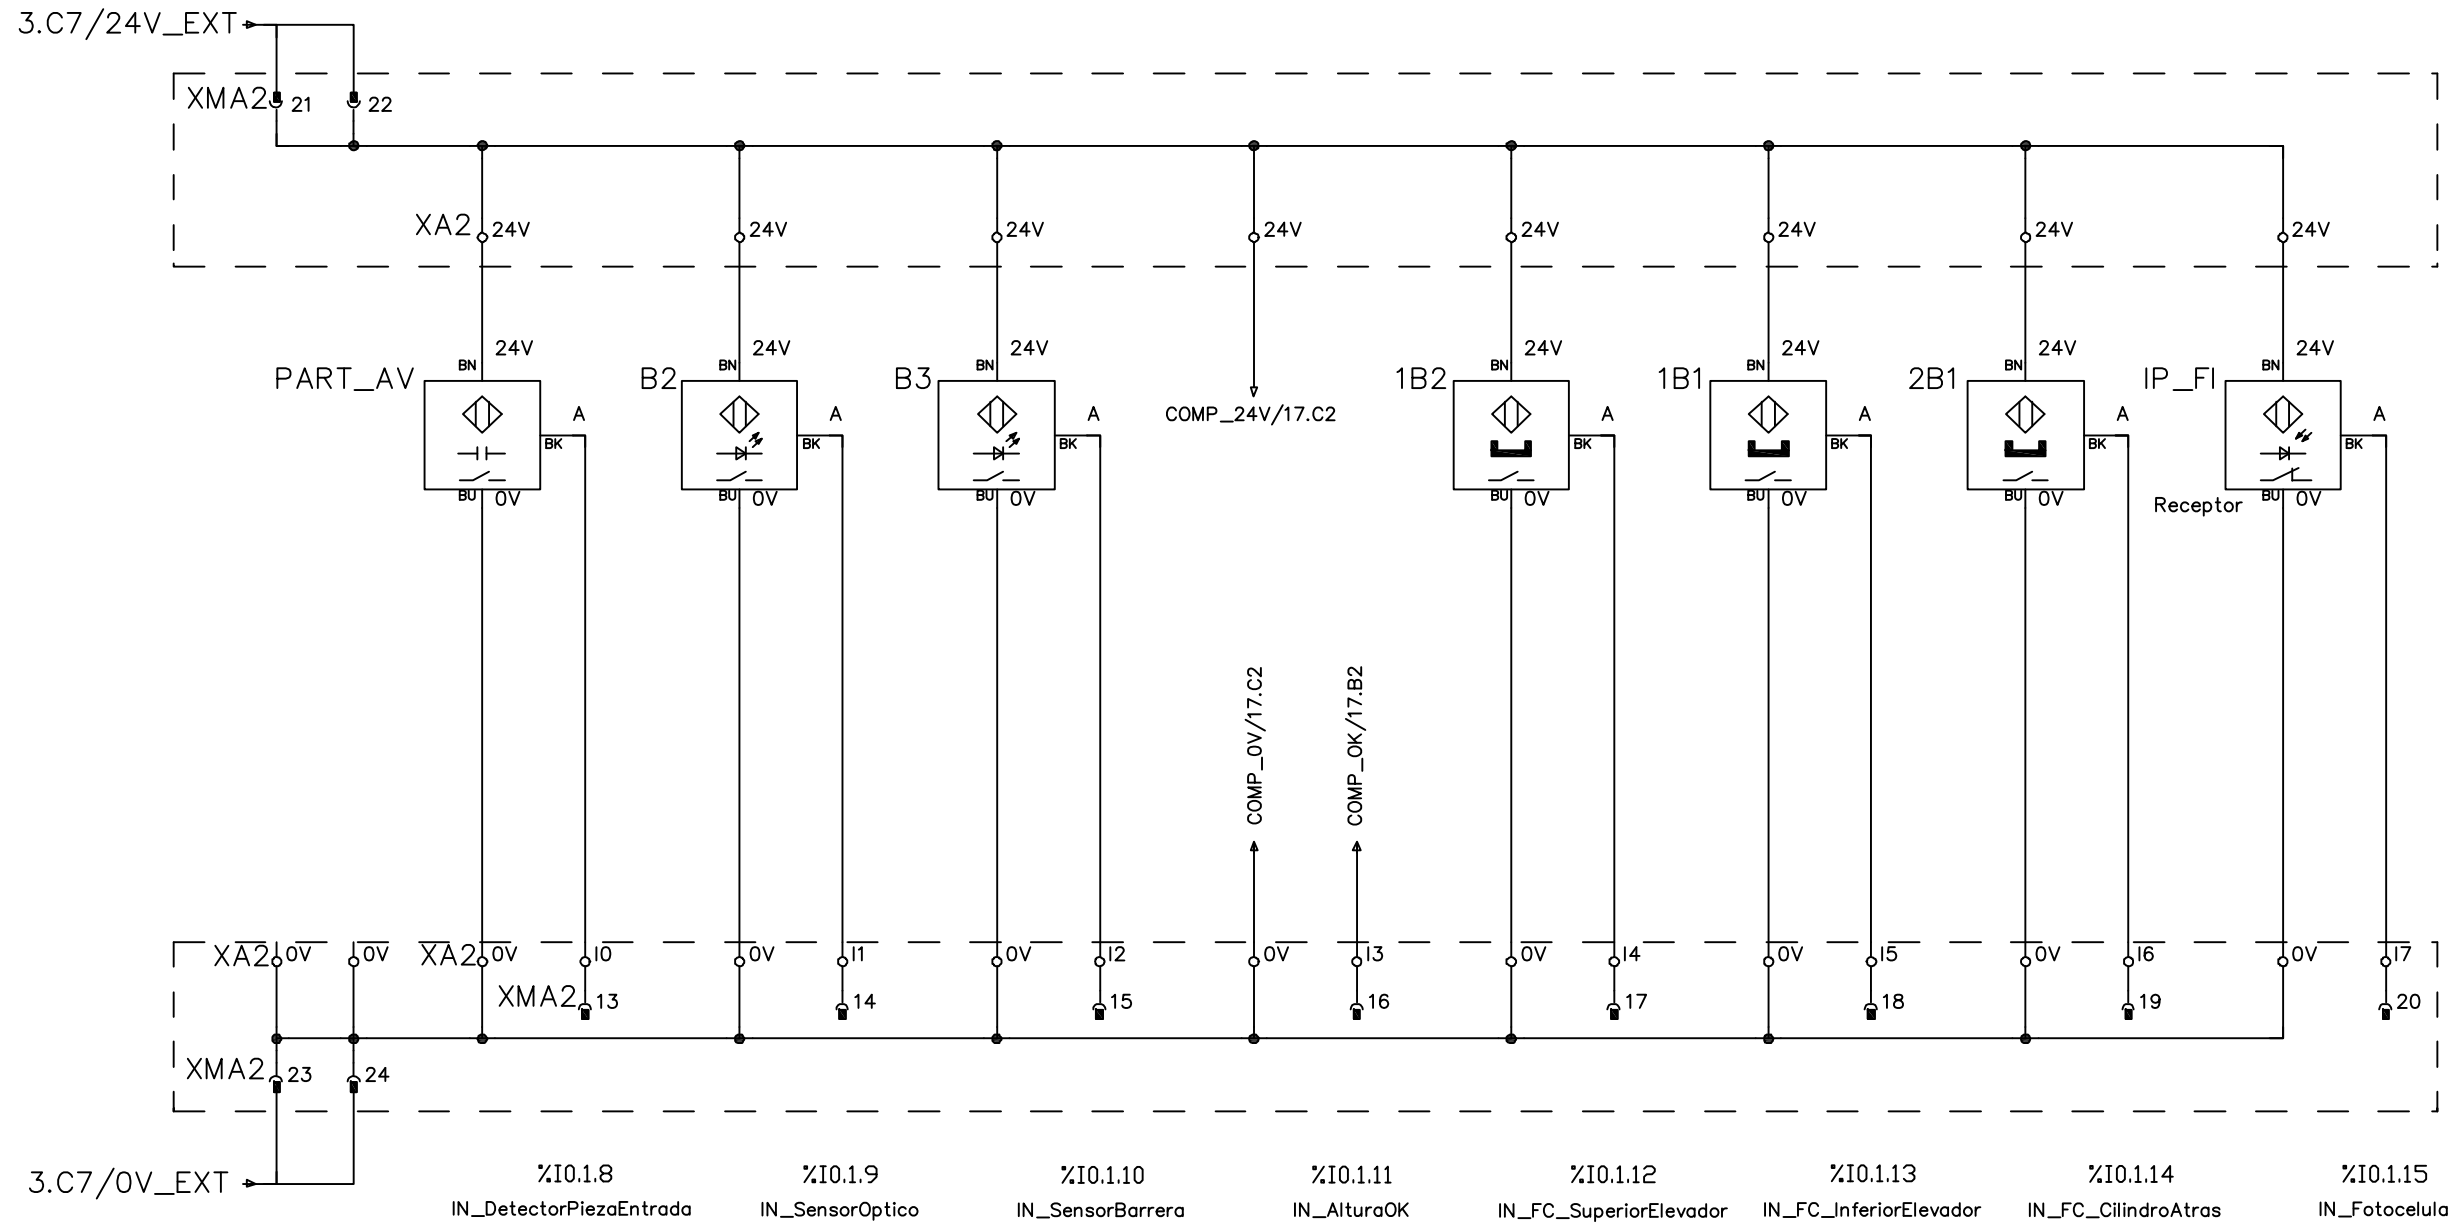 3.C7/24V_EXT
XMA2 21 22
XA2 24V 24V 24V 24V 24V 24V 24V 24V
24V 24V 24V 24V 24V 24V 24V
BN BN BN BN BN BN BN
PART_AV B2 B3 1B2 1B1 2B1 IP_FI
A A A COMP_24V/17.C2 A A A A
BK BK BK BK BK BK BK
BU 0V BU 0V BU 0V BU 0V BU 0V BU 0V BU 0V
Receptor
COMP_0V/17.C2
COMP_OK/17.B2
XA2 0V 0V XA2 0V I0 0V I1 0V I2 0V I3 0V I4 0V I5 0V I6 0V I7
XMA2 13 14 15 16 17 18 19 20
XMA2 23 24
3.C7/0V_EXT
%I0.1.8 %I0.1.9 %I0.1.10 %I0.1.11 %I0.1.12 %I0.1.13 %I0.1.14 %I0.1.15
IN_DetectorPiezaEntrada IN_SensorOptico IN_SensorBarrera IN_AlturaOK IN_FC_SuperiorElevador IN_FC_InferiorElevador IN_FC_CilindroAtras IN_Fotocelula